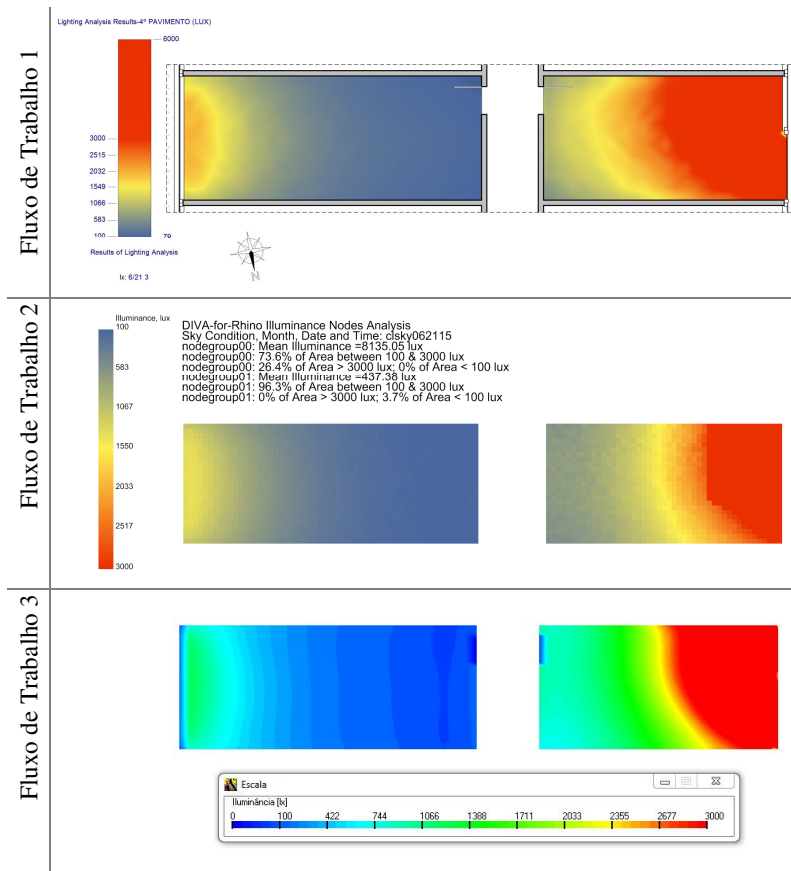 Fluxo de Trabalho 1
Lighting Analysis Results-4º PAVIMENTO (LUX)
6000
3000
2515
2032
1549
1066
583
100 79
Results of Lighting Analysis
lx: 6/21 3
N
Fluxo de Trabalho 2
Illuminance, lux
100
583
1067
1550
2033
2517
3000
DIVA-for-Rhino Illuminance Nodes Analysis
Sky Condition, Month, Date and Time: clsky062115
nodegroup00: Mean Illuminance =8135.05 lux
nodegroup00: 73.6% of Area between 100 & 3000 lux
nodegroup00: 26.4% of Area > 3000 lux; 0% of Area < 100 lux
nodegroup01: Mean Illuminance =437.38 lux
nodegroup01: 96.3% of Area between 100 & 3000 lux
nodegroup01: 0% of Area > 3000 lux; 3.7% of Area < 100 lux
Fluxo de Trabalho 3
Escala
Iluminância [lx]
0 100 422 744 1066 1388 1711 2033 2355 2677 3000